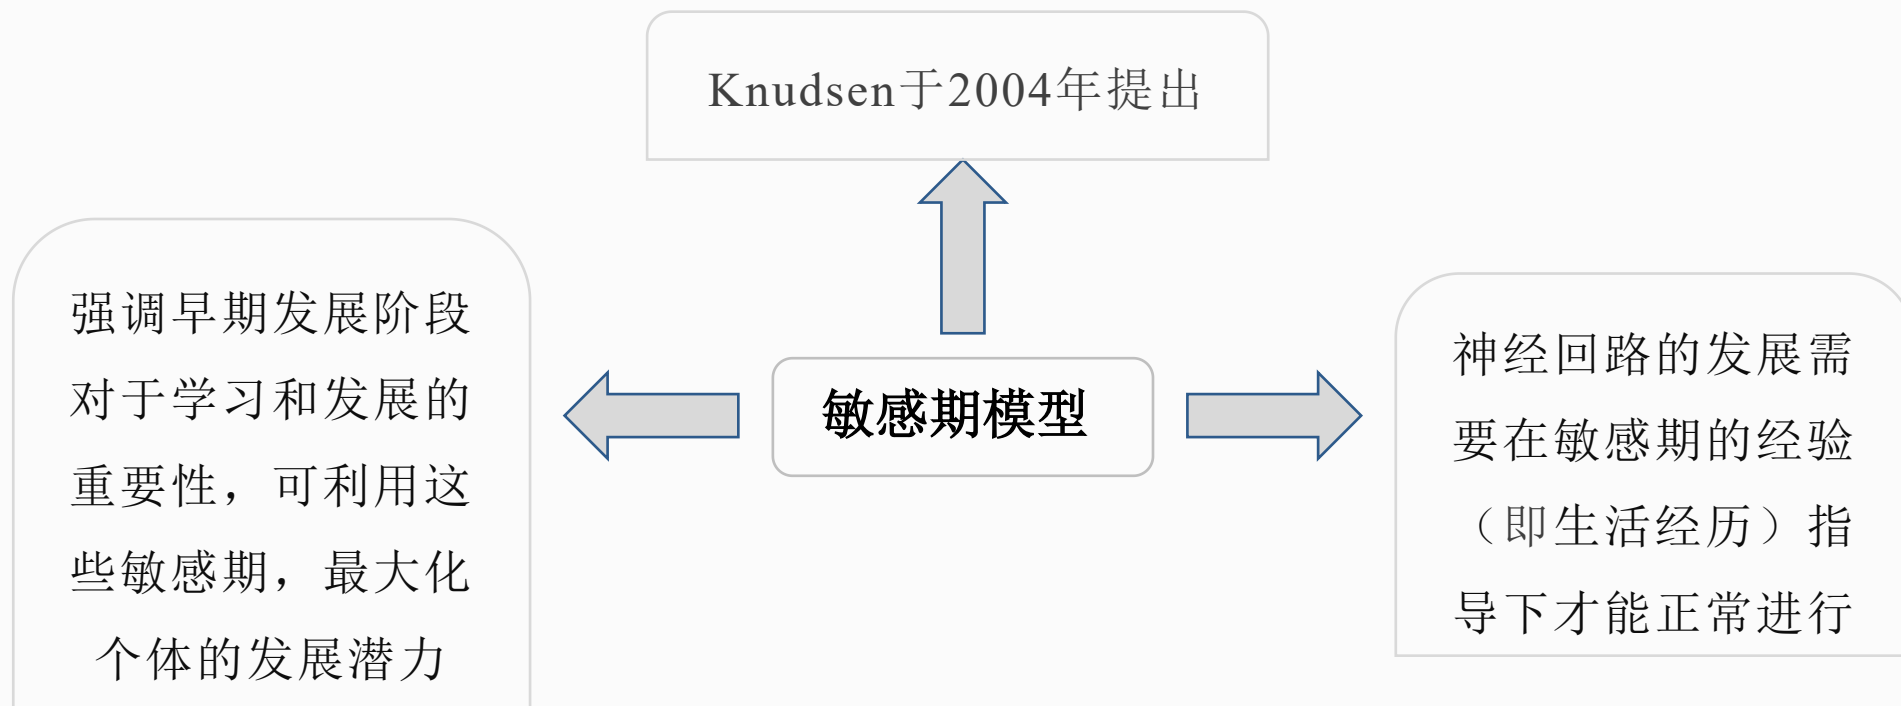 Knudsen于2004年提出
强调早期发展阶段
对于学习和发展的
重要性，可利用这
些敏感期，最大化
个体的发展潜力
敏感期模型
神经回路的发展需
要在敏感期的经验
（即生活经历）指
导下才能正常进行